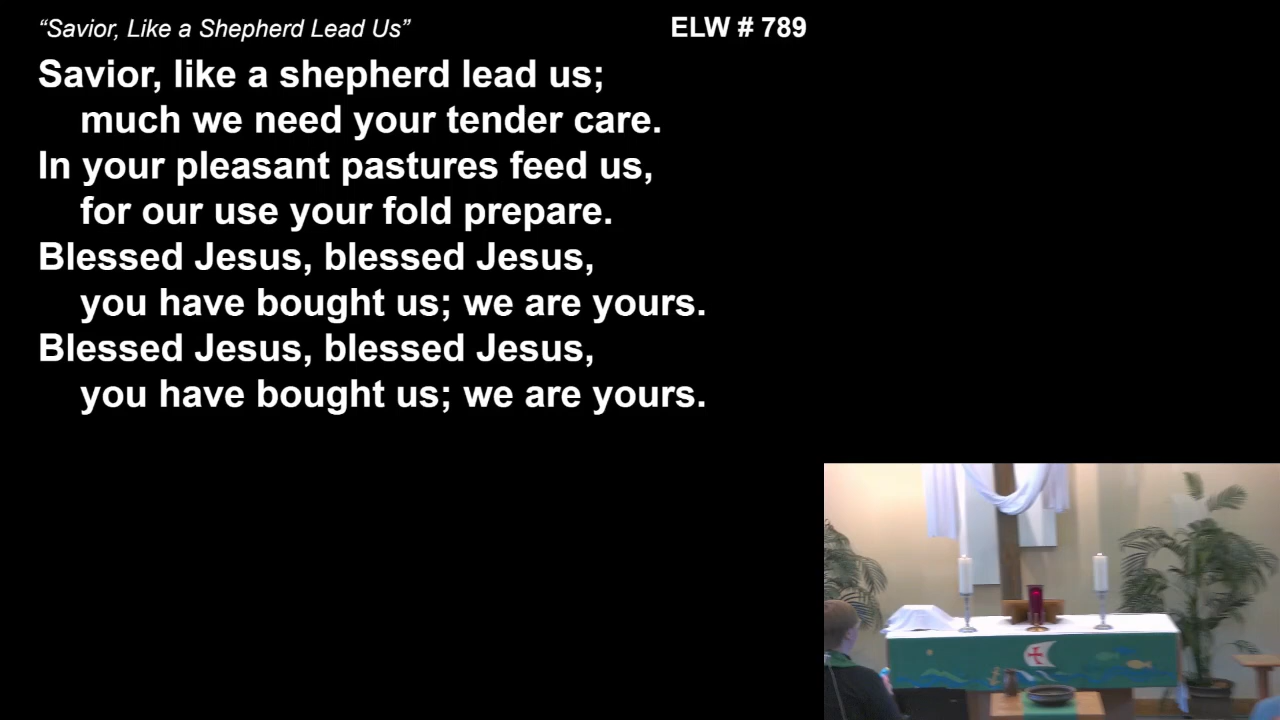 “Savior, Like a Shepherd Lead Us” ELW # 789
Savior, like a shepherd lead us;
much we need your tender care.
In your pleasant pastures feed us,
for our use your fold prepare.
Blessed Jesus, blessed Jesus,
you have bought us; we are yours.
Blessed Jesus, blessed Jesus,
you have bought us; we are yours.